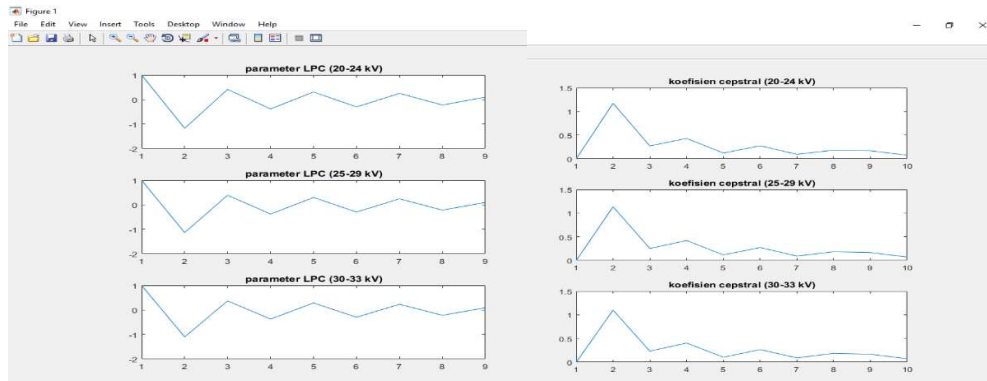 Figure 1
File Edit View Insert Tools Desktop Window Help
parameter LPC (20-24 kV)
1
0
-1
-2
1 2 3 4 5 6 7 8 9
parameter LPC (25-29 kV)
1
0
-1
-2
1 2 3 4 5 6 7 8 9
parameter LPC (30-33 kV)
1
0
-1
-2
1 2 3 4 5 6 7 8 9
koefisien cepstral (20-24 kV)
1.5
1
0.5
0
1 2 3 4 5 6 7 8 9 10
koefisien cepstral (25-29 kV)
1.5
1
0.5
0
1 2 3 4 5 6 7 8 9 10
koefisien cepstral (30-33 kV)
1.5
1
0.5
0
1 2 3 4 5 6 7 8 9 10